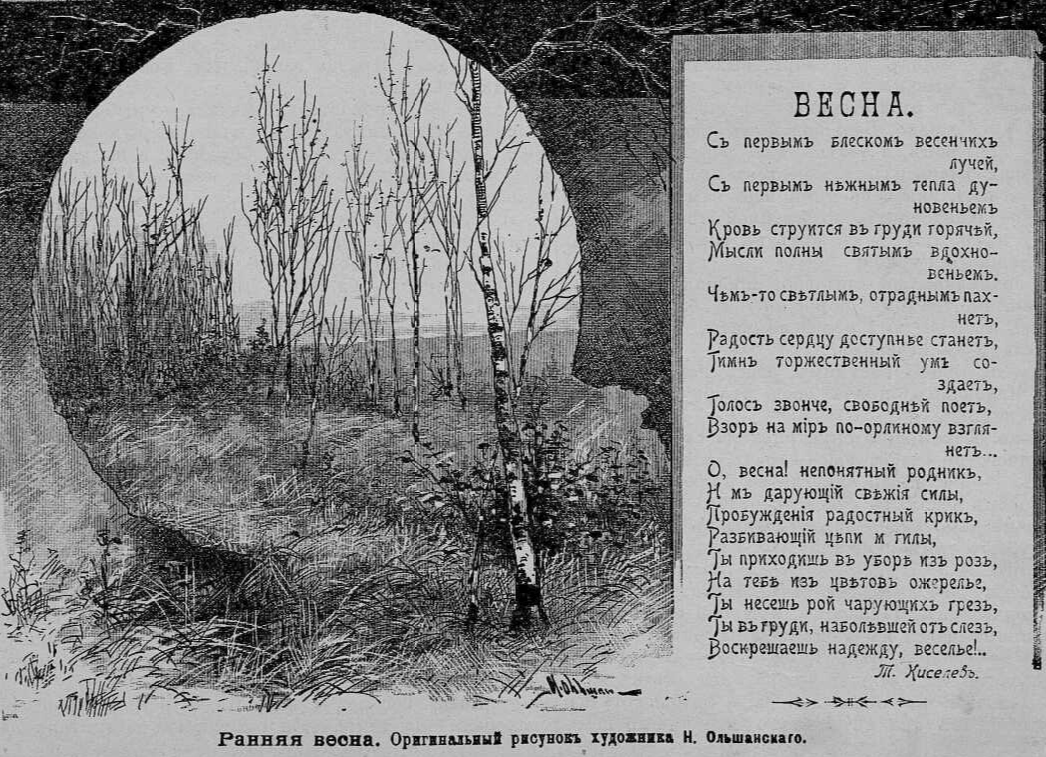 ВЕСНА.
Съ первымъ блескомъ весенчихъ
лучей,
Съ первымъ нѣжнымъ тепла ду-
новеньемъ
Кровь струится въ груди горячѣй,
Мысли полны святымъ вдохно-
веньемъ.
Чѣмъ-то свѣтлымъ, отраднымъ пах-
нетъ,
Радость сердцу доступнѣе станетъ,
Гимнъ торжественный умъ со-
здаетъ,
Голосъ звонче, свободнѣй поетъ,
Взоръ на міръ по-орлиному взгля-
нетъ...
О, весна! непонятный родникъ,
Н мъ дарующій свѣжія силы,
Пробужденія радостный крикъ,
Разбивающій цѣпи м гилы,
Ты приходишь въ уборѣ изъ розъ,
На тебѣ изъ цвѣтовъ ожерелье,
Ты несешь рой чарующихъ грезъ,
Ты въ груди, наболѣвшей отъ слезъ,
Воскрешаешь надежду, веселье!..
Т. Киселевъ.
Ранняя весна. Оригинальный рисунокъ художника Н. Ольшанскаго.